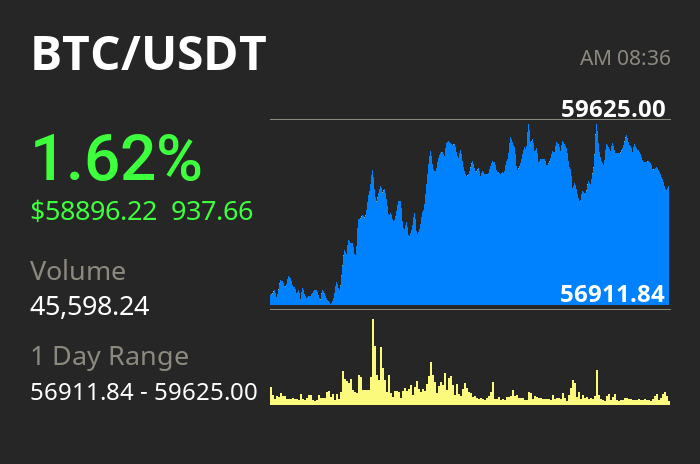 BTC/USDT
AM 08:36
59625.00
1.62%
$58896.22 937.66
Volume
45,598.24
56911.84
1 Day Range
56911.84 - 59625.00